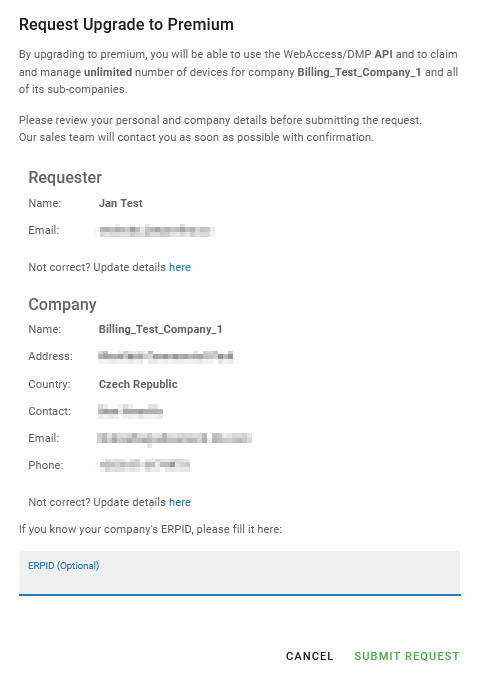 Request Upgrade to Premium
By upgrading to premium, you will be able to use the WebAccess/DMP API and to claim
and manage unlimited number of devices for company Billing_Test_Company_1 and all
of its sub-companies.
Please review your personal and company details before submitting the request.
Our sales team will contact you as soon as possible with confirmation.
Requester
Name: Jan Test
Email:
Not correct? Update details here
Company
Name: Billing_Test_Company_1
Address:
Country: Czech Republic
Contact:
Email:
Phone:
Not correct? Update details here
If you know your company's ERPID, please fill it here:
ERPID (Optional)
CANCEL SUBMIT REQUEST